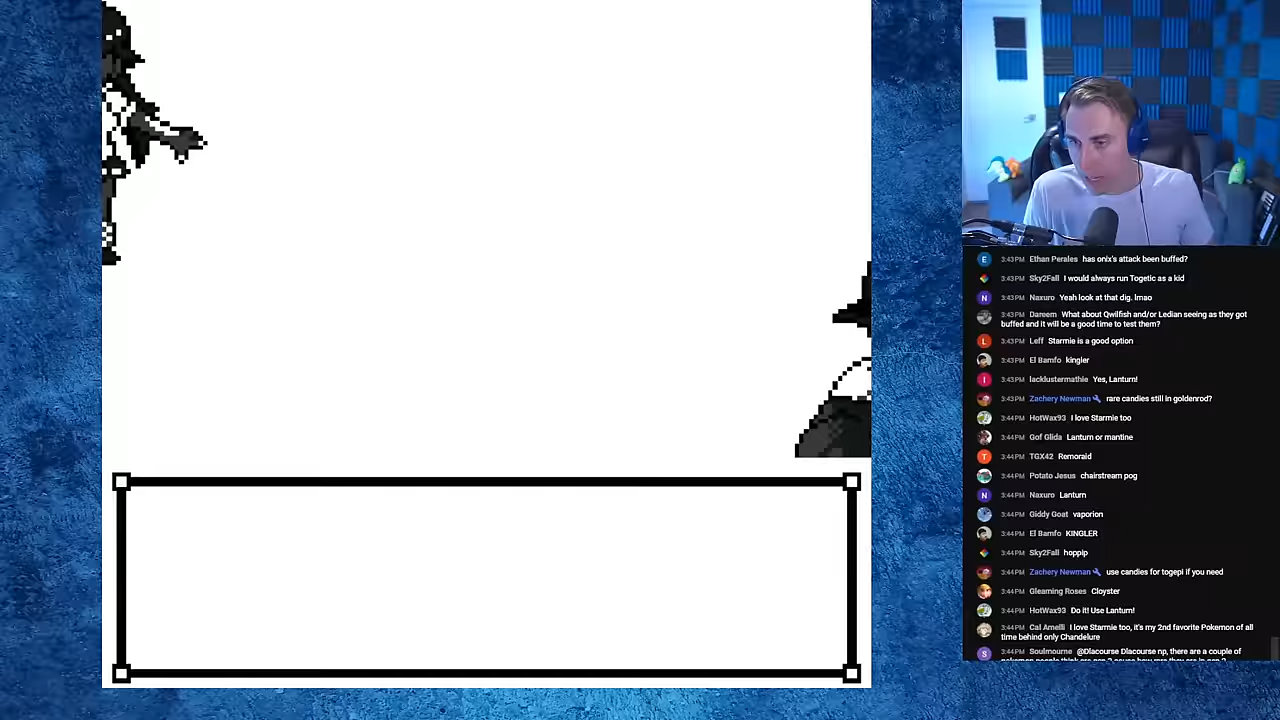 3:43PM Ethan Perales has onix's attack been buffed?
3:43PM Sky2Fall I would always run Togetic as a kid
3:43PM Naxuro Yeah look at that dig. lmao
3:43PM Dareem What about Qwilfish and/or Ledian seeing as they got
buffed and it will be a good time to test them?
3:43PM Leff Starmie is a good option
3:43PM El Bamfo kingler
3:43PM lacklustermathie Yes, Lanturn!
3:43PM Zachery Newman rare candies still in goldenrod?
3:44PM HotWax93 I love Starmie too
3:44PM Gof Glida Lanturn or mantine
3:44PM TGX42 Remoraid
3:44PM Potato Jesus chairstream pog
3:44PM Naxuro Lanturn
3:44PM Giddy Goat vaporion
3:44PM El Bamfo KINGLER
3:44PM Sky2Fall hoppip
3:44PM Zachery Newman use candies for togepi if you need
3:44PM Gleaming Roses Cloyster
3:44PM HotWax93 Do it! Use Lanturn!
3:44PM Cal Amelli I love Starmie too, it's my 2nd favorite Pokemon of all
time behind only Chandelure
3:44PM Soulmourne @Dlacourse Dlacourse np, there are a couple of